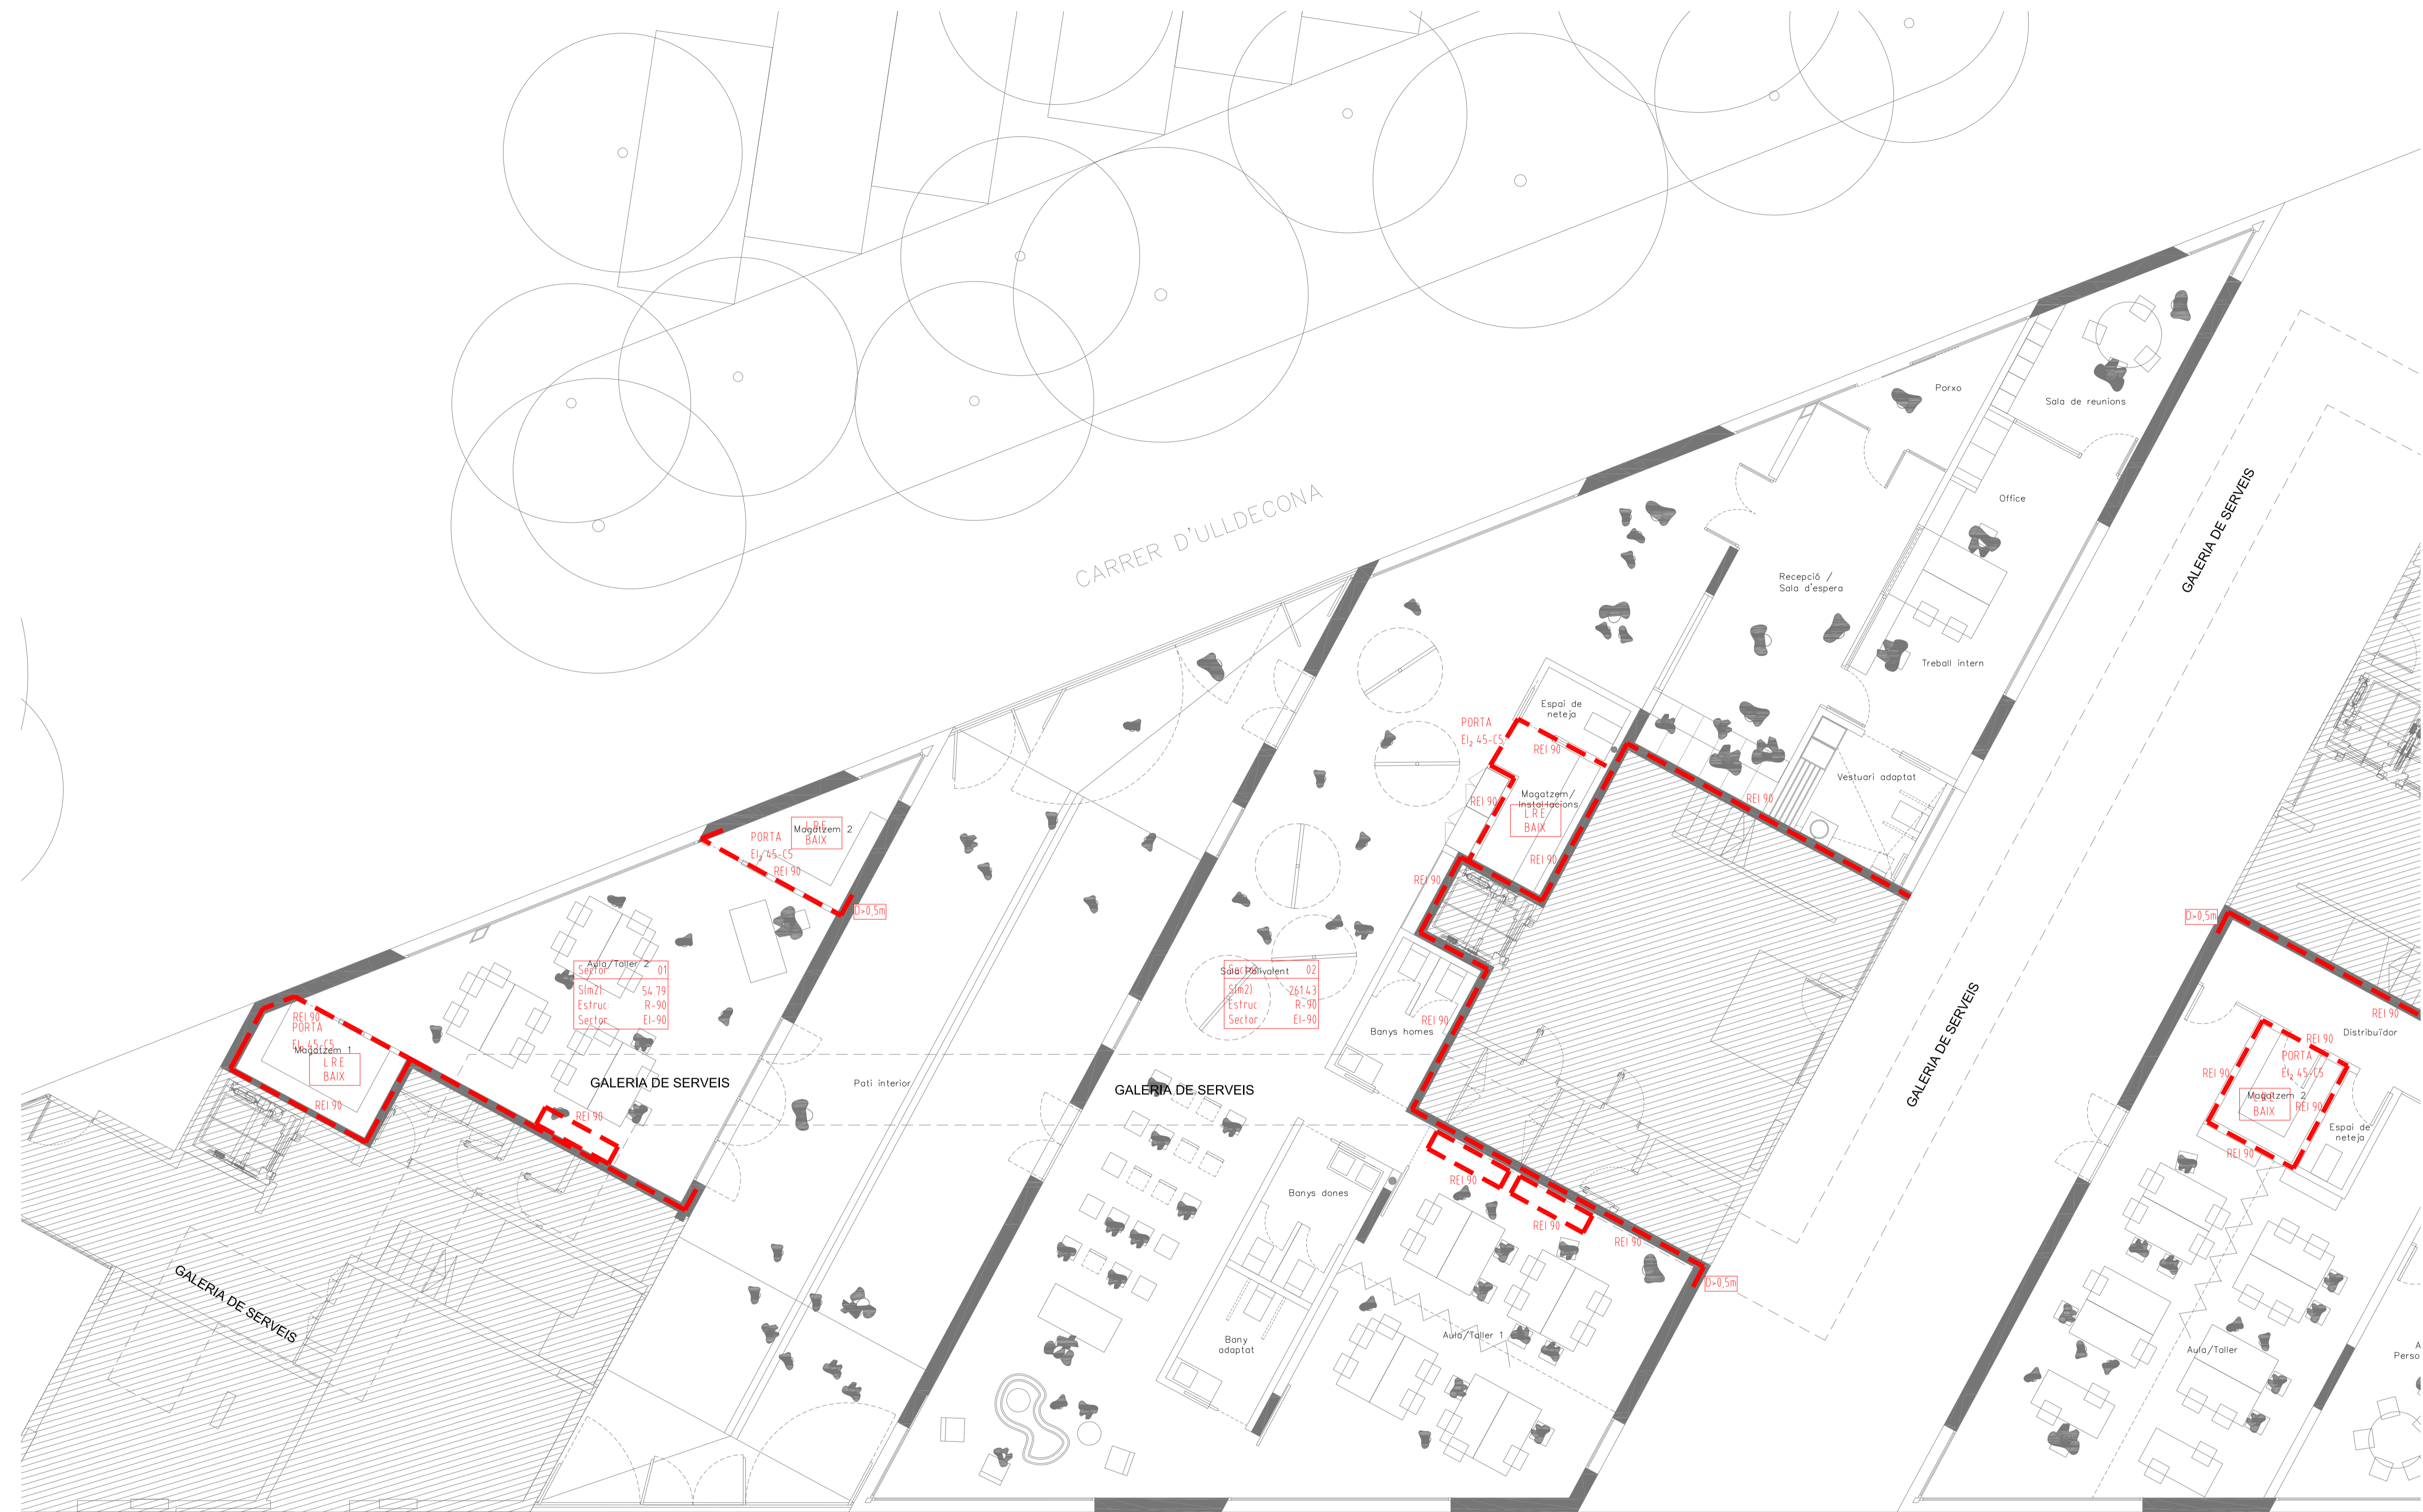 Porxo
Sala de reunions
Office
CARRER D'ULLDECONA
GALERIA DE SERVEIS
Recepció /
Sala d'espera
Treball intern
Espai de
neteja
PORTA
EI2 45-C5
REI 90
Magatzem/
Instal·lacions
REI 90
L.R.E
BAIX
REI 90
REI 90
Vestuari adaptat
REI 90
Magatzem 2
L.R.E
BAIX
PORTA
EI2 45-C5
REI 90
D>0,5m
D>0,5m
Aula/Taller 2
Sector 01
S(m2): 54.79
Estruc: R-90
Sector EI-90
Sala Polivalent
Sector 02
S(m2): 261.43
Estruc: R-90
Sector EI-90
REI 90
PORTA
EI2 45-C5
Magatzem 1
L.R.E
BAIX
REI 90
GALERIA DE SERVEIS
REI 90
Pati interior
GALERIA DE SERVEIS
Banys homes
REI 90
GALERIA DE SERVEIS
REI 90
Distribuïdor
REI 90
PORTA
EI2 45-C5
REI 90
Magatzem 2
L.R.E
BAIX
REI 90
Espai de
neteja
REI 90
Banys dones
REI 90
REI 90
REI 90
D>0,5m
GALERIA DE SERVEIS
Bany
adaptat
Aula/Taller 1
Aula/Taller
A
Perso